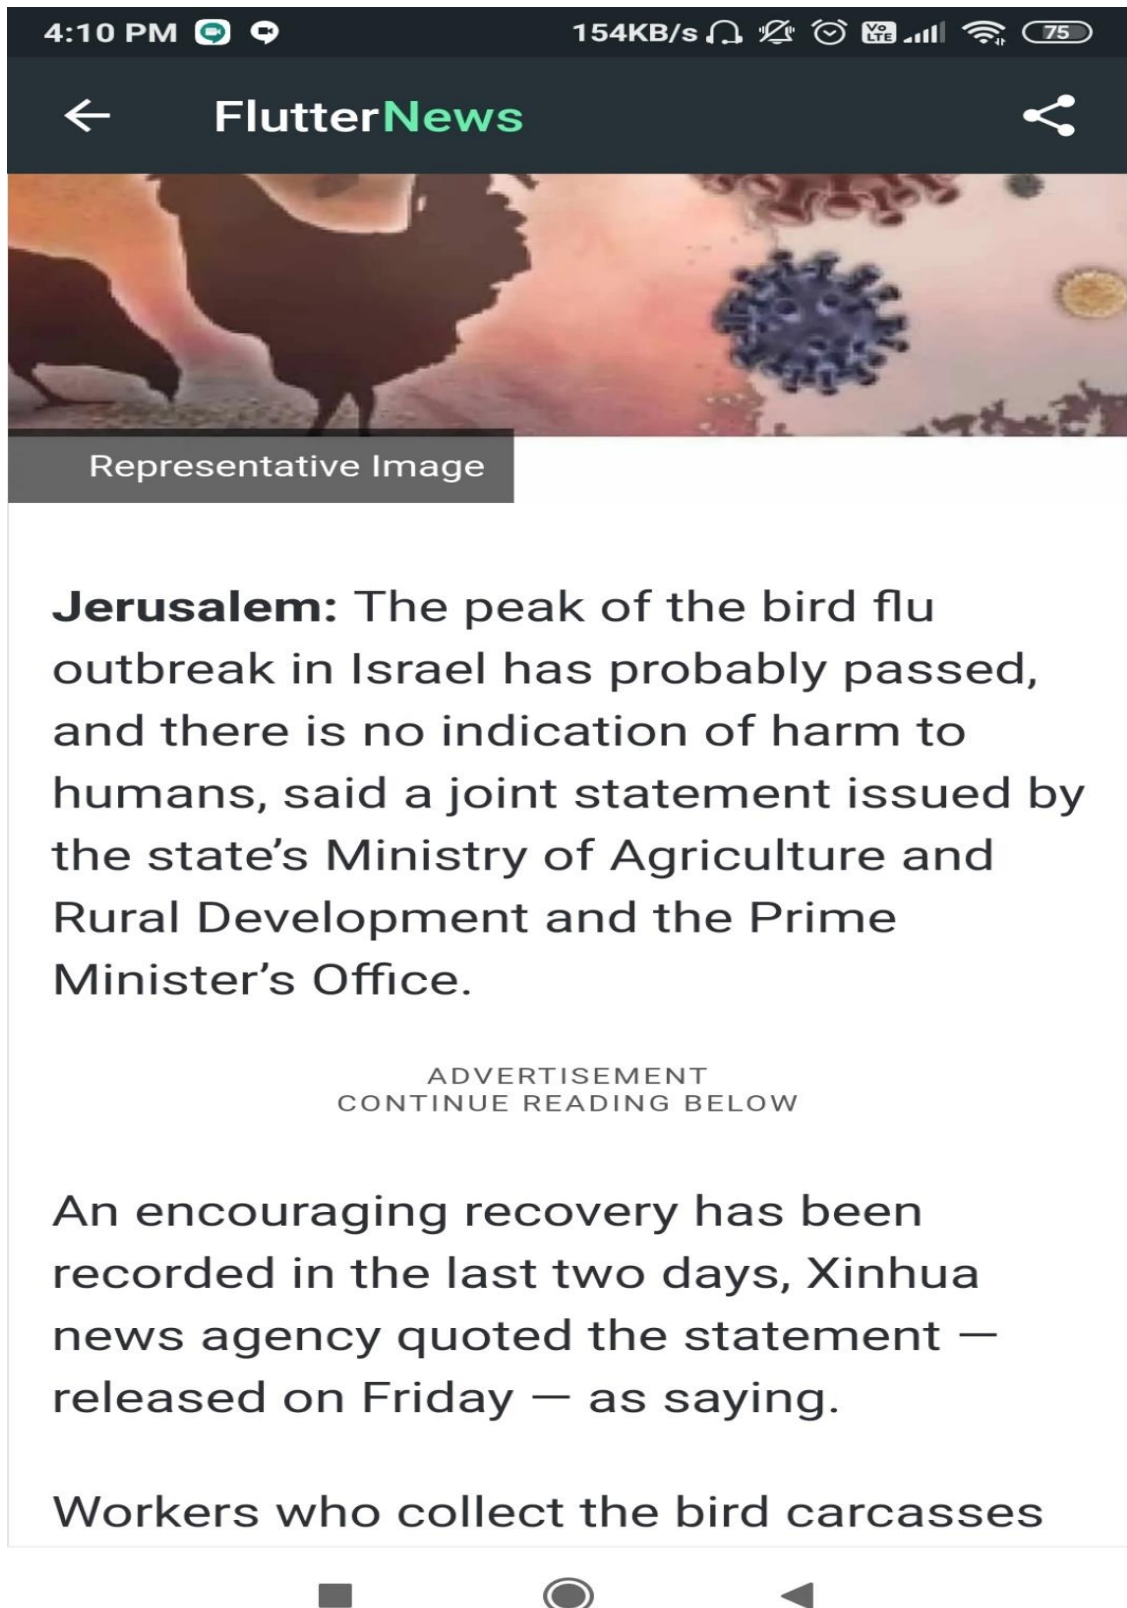 4:10 PM 154KB/s Vo LTE 75
FlutterNews
Representative Image
Jerusalem: The peak of the bird flu
outbreak in Israel has probably passed,
and there is no indication of harm to
humans, said a joint statement issued by
the state’s Ministry of Agriculture and
Rural Development and the Prime
Minister’s Office.
ADVERTISEMENT
CONTINUE READING BELOW
An encouraging recovery has been
recorded in the last two days, Xinhua
news agency quoted the statement —
released on Friday — as saying.
Workers who collect the bird carcasses